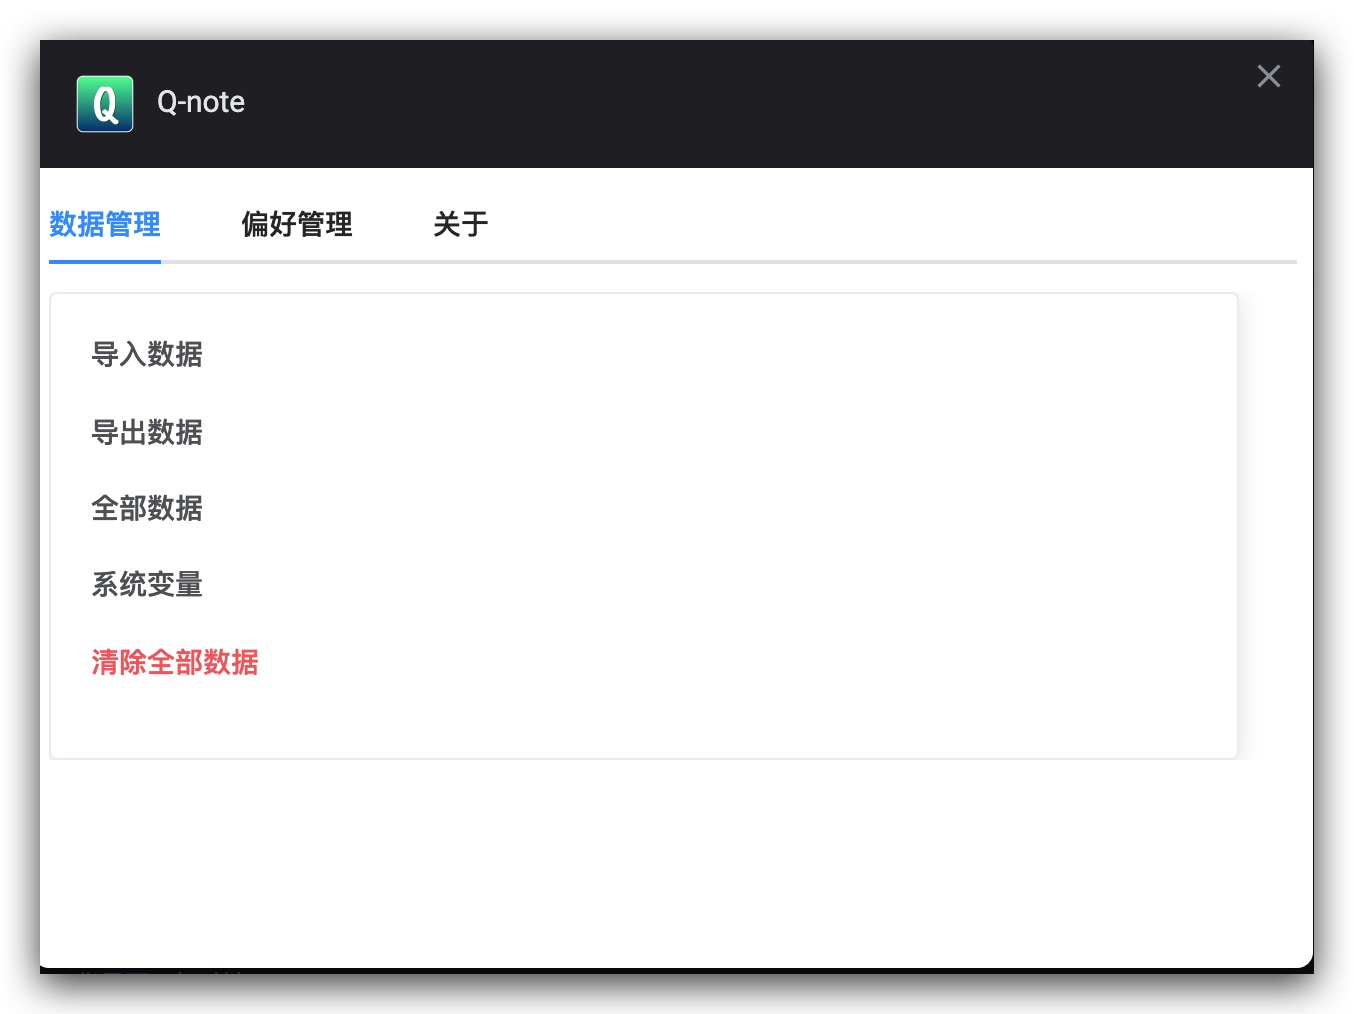 Q
Q-note
数据管理 偏好管理 关于
导入数据
导出数据
全部数据
系统变量
清除全部数据